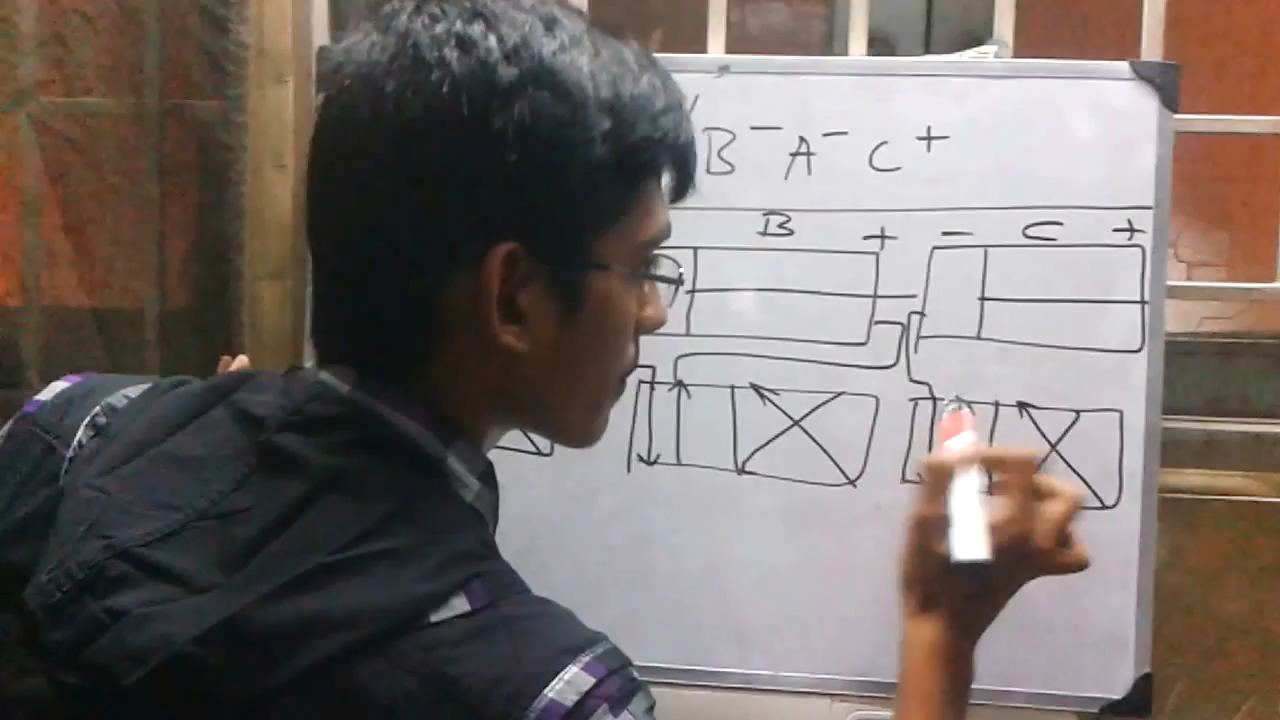 B⁻ A⁻ C⁺
B + - C +